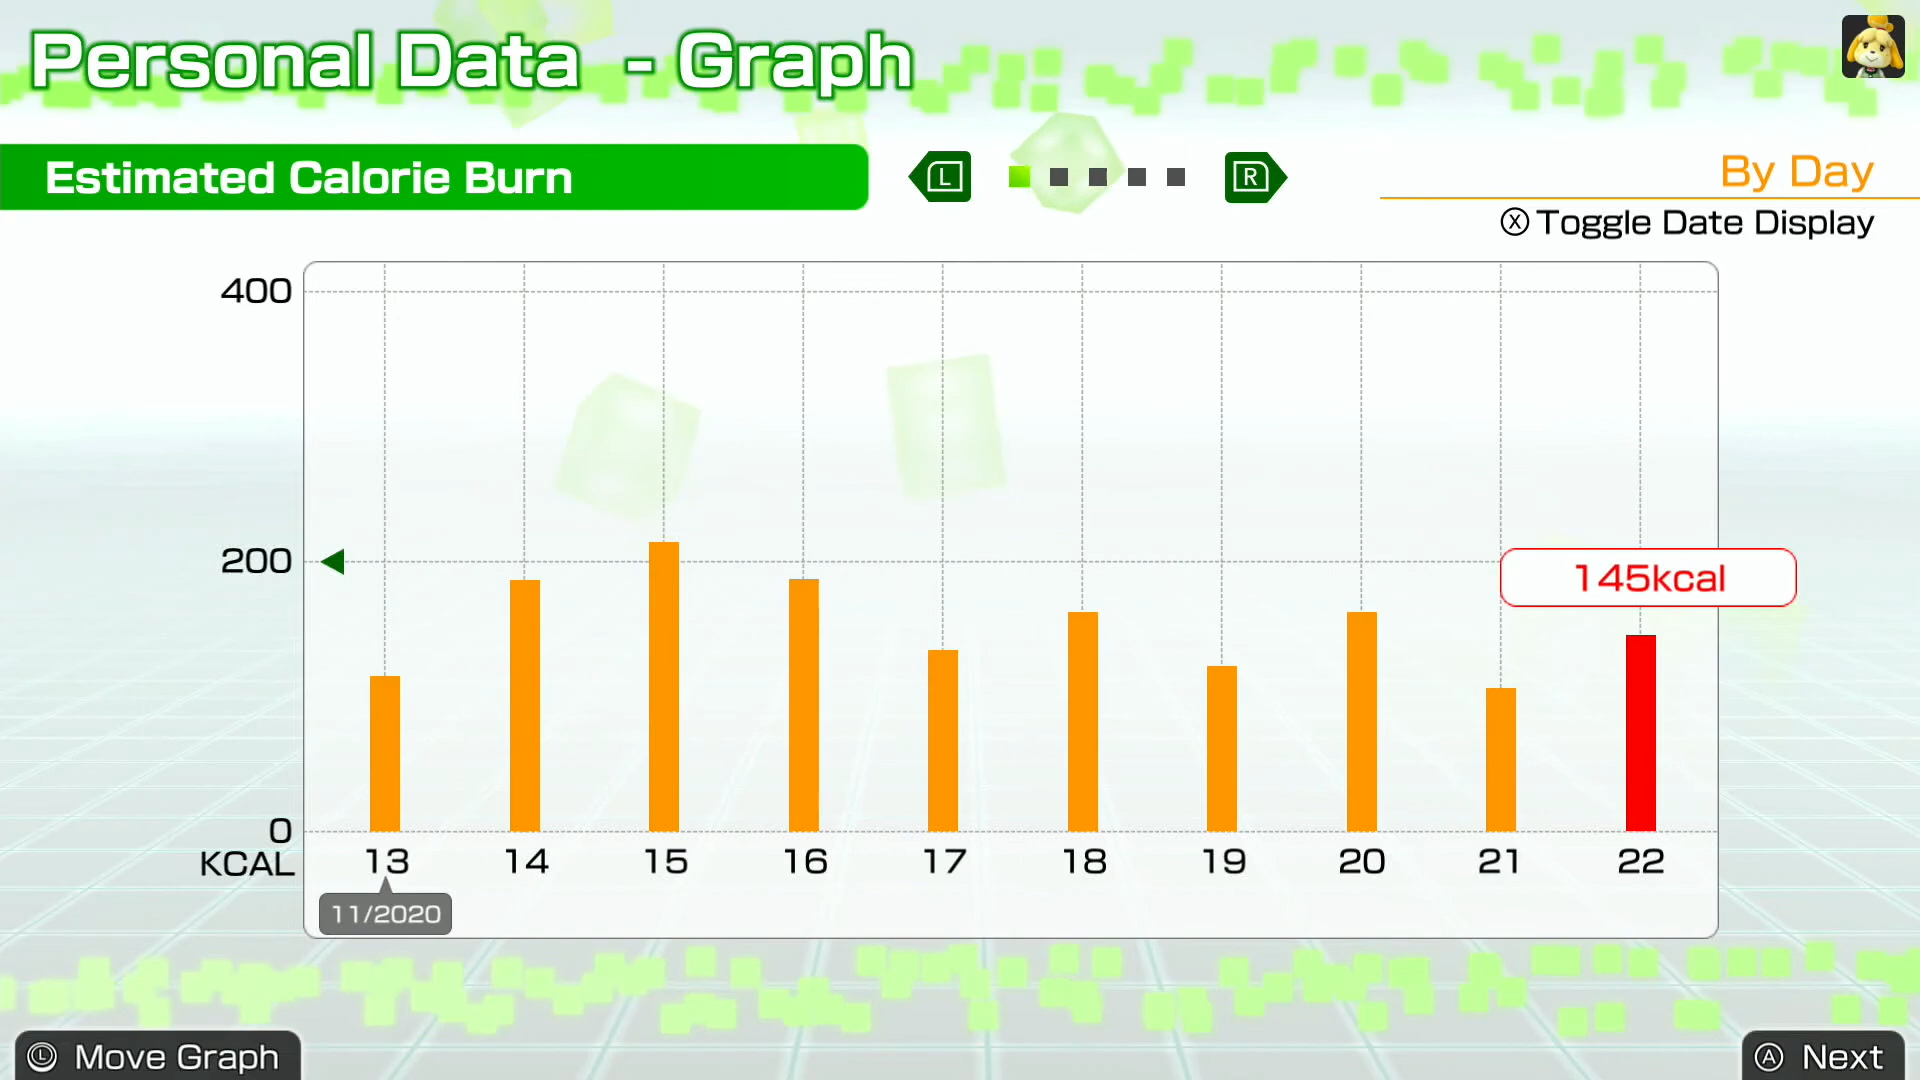 Personal Data - Graph
Estimated Calorie Burn
L
R
By Day
X Toggle Date Display
400
200
145kcal
0
KCAL
13 14 15 16 17 18 19 20 21 22
11/2020
L Move Graph
A Next